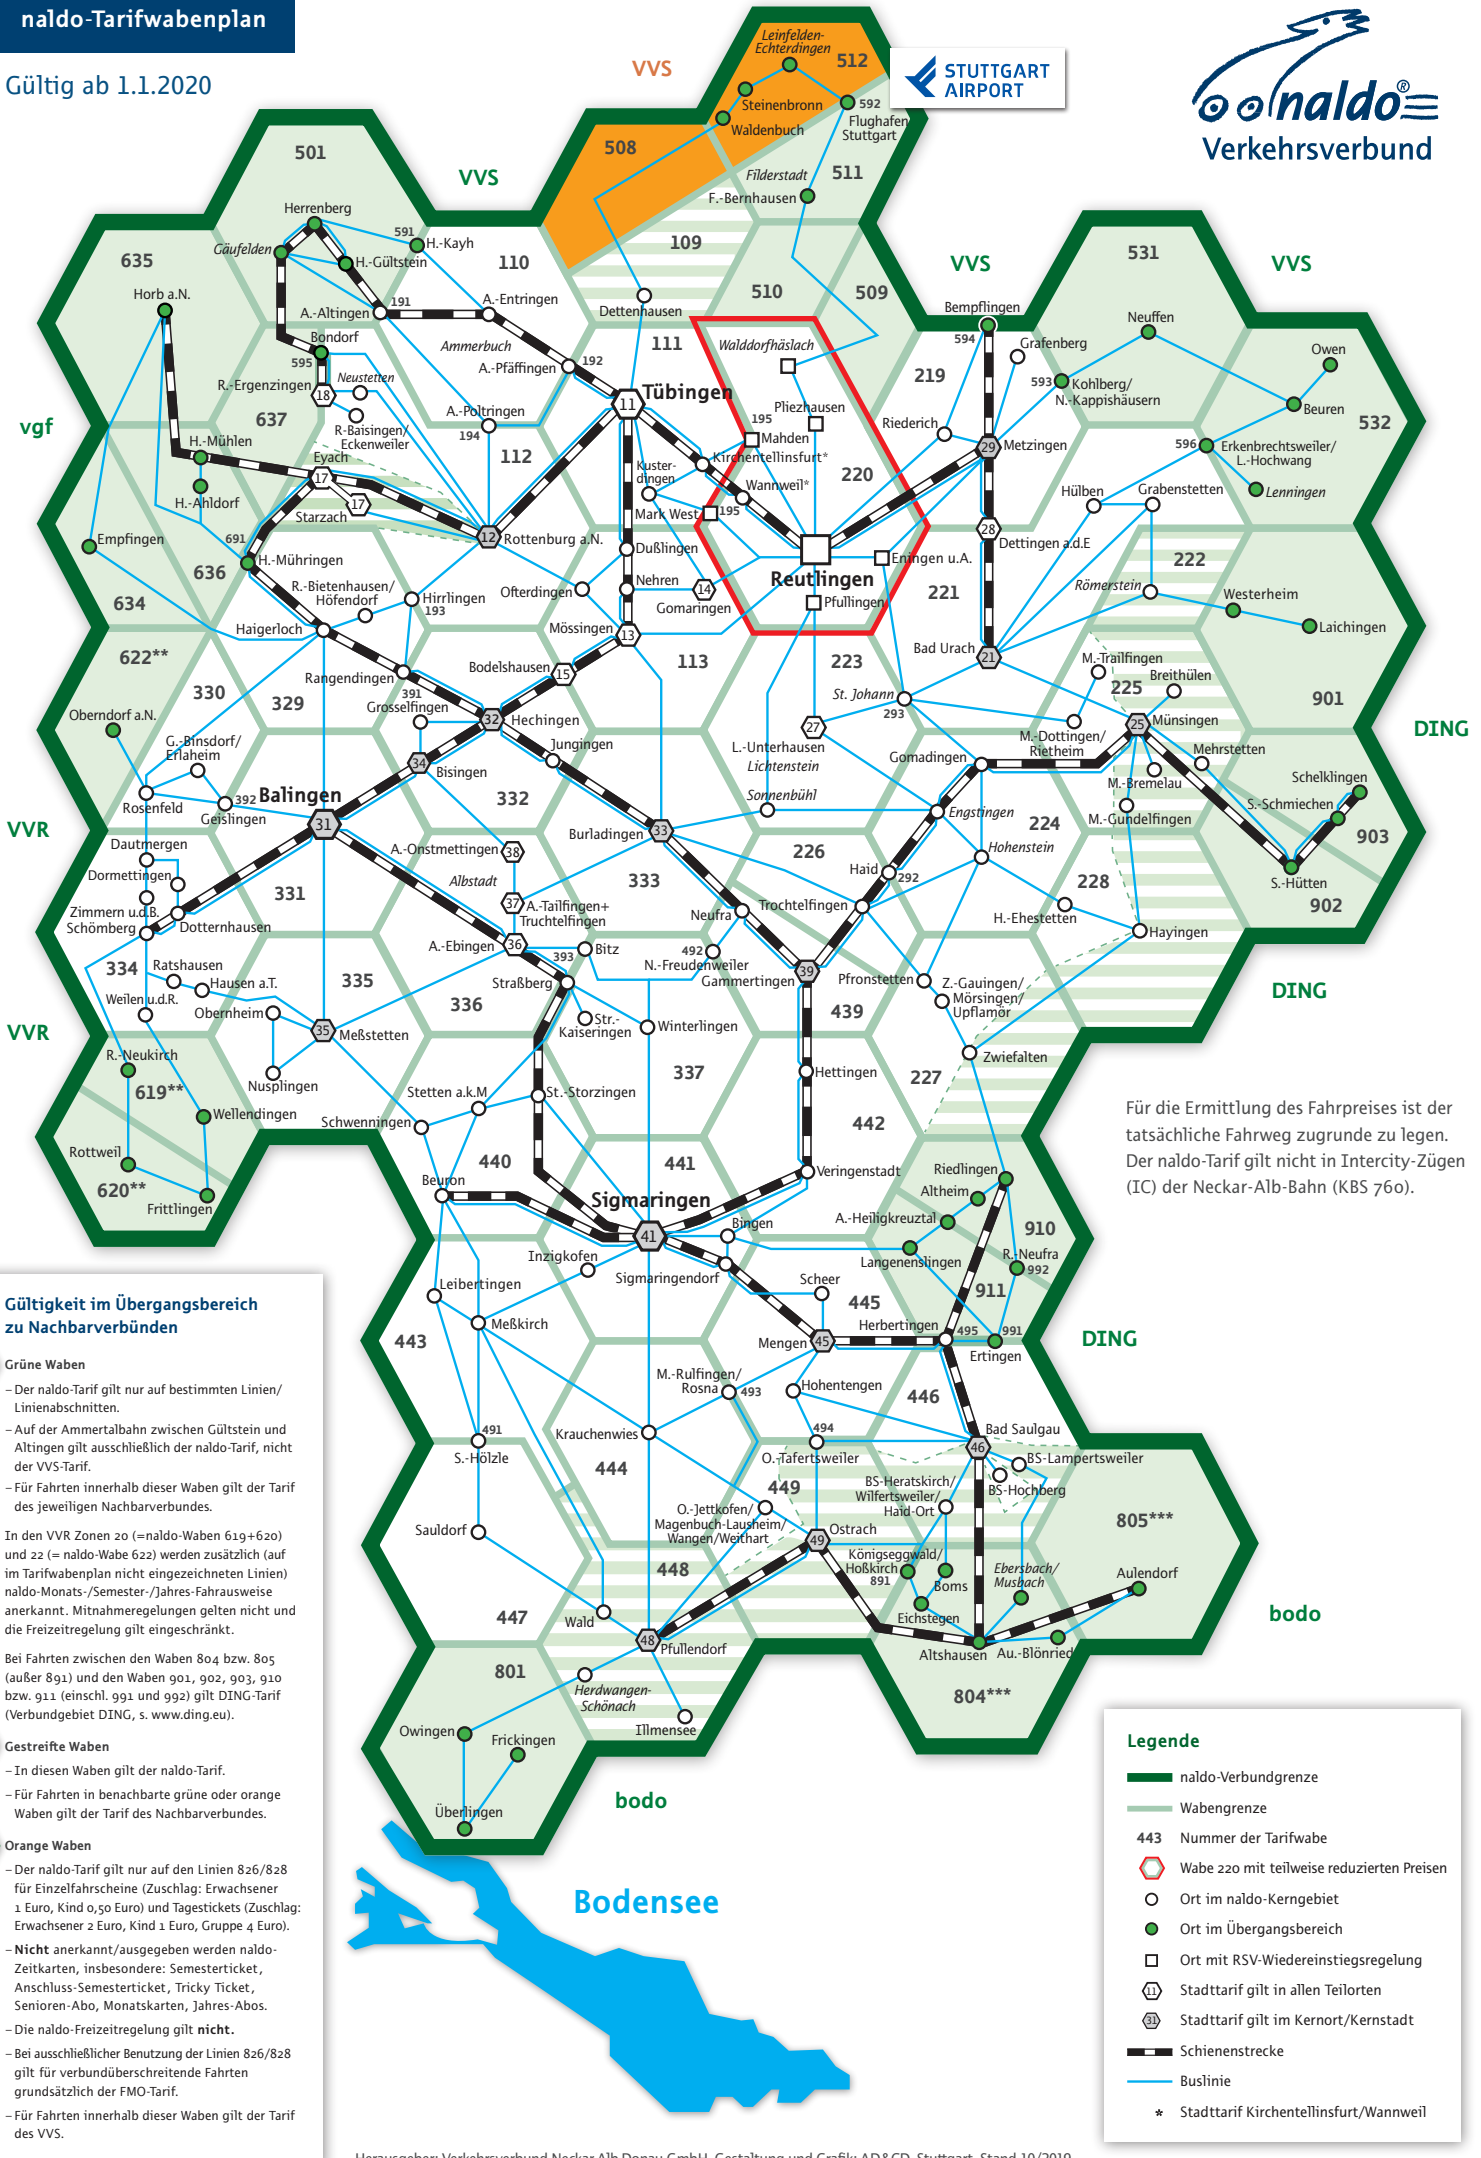 naldo-Tarifwabenplan
Gültig ab 1.1.2020
VVS
Leinfelden-
Echterdingen
512
STUTTGART
AIRPORT
naldo®
Verkehrsverbund
Steinenbronn
592
Waldenbuch
Flughafen
Stuttgart
501
508
VVS
Filderstadt
511
F.-Bernhausen
Herrenberg
591
H.-Kayh
Gäufelden
H.-Gültstein
110
109
635
VVS
531
VVS
Horb a.N.
191
A.-Altingen
A.-Entringen
Dettenhausen
510
509
Bempflingen
Neuffen
Bondorf
595
Ammerbuch
111
Walddorfhäslach
594
Grafenberg
Owen
A.-Pfäffingen
192
R.-Ergenzingen
Neustetten
18
Tübingen
11
219
593
Kohlberg/
N.-Kappishäusern
Beuren
637
A.-Poltringen
Pliezhausen
R-Baisingen/
Eckenweiler
194
195
Mahden
Riederich
532
vgf
H.-Mühlen
Eyach
112
Kirchentellinsfurt*
29
Metzingen
596
Erkenbrechtsweiler/
L.-Hochwang
17
Kuster-
dingen
Wannweil*
220
H.-Ahldorf
17
Starzach
Mark West
195
Hülben
Grabenstetten
Lenningen
Empfingen
691
12
Rottenburg a.N.
28
Dettingen a.d.E
H.-Mühringen
Dußlingen
Eningen u.A.
222
636
R.-Bietenhausen/
Höfendorf
Hirrlingen
193
Ofterdingen
Nehren
14
Gomaringen
Reutlingen
221
Römerstein
Westerheim
634
Pfullingen
Haigerloch
Mössingen
13
Laichingen
622**
Bodelshausen
15
113
223
Bad Urach
21
M.-Trailfingen
330
Rangendingen
391
225
Breithülen
329
Grosselfingen
St. Johann
293
901
Oberndorf a.N.
32
Hechingen
27
25
Münsingen
DING
G.-Binsdorf/
Erlaheim
34
Bisingen
Jungingen
L.-Unterhausen
Lichtenstein
M.-Dottingen/
Rietheim
Mehrstetten
Gomadingen
Rosenfeld
392
Geislingen
Balingen
31
332
Sonnenbühl
M.-Bremelau
Schelklingen
VVR
Engstingen
M.-Gundelfingen
S.-Schmiechen
Dautmergen
Burladingen
33
224
903
Dormettingen
A.-Onstmettingen
38
226
Hohenstein
Albstadt
333
Haid
292
S.-Hütten
331
228
902
Zimmern u.d.B.
Schömberg
37
A.-Tailfingen+
Truchtelfingen
Neufra
Trochtelfingen
H.-Ehestetten
Dotternhausen
Hayingen
A.-Ebingen
36
393
Bitz
492
N.-Freudenweiler
334
Ratshausen
335
Straßberg
Gammertingen
39
Pfronstetten
Z.-Gauingen/
Mörsingen/
Upflamör
DING
Hausen a.T.
Weilen u.d.R.
Obernheim
336
Str.-
Kaiseringen
439
VVR
35
Meßstetten
Winterlingen
Zwiefalten
R.-Neukirch
619**
Nusplingen
337
Hettingen
227
Stetten a.k.M
St.-Storzingen
Wellendingen
Schwenningen
442
Rottweil
440
441
Veringenstadt
Riedlingen
620**
Beuron
Altheim
Frittlingen
Sigmaringen
41
Bingen
A.-Heiligkreuztal
910
Inzigkofen
Langenenslingen
R.-Neufra
992
Für die Ermittlung des Fahrpreises ist der
tatsächliche Fahrweg zugrunde zu legen.
Der naldo-Tarif gilt nicht in Intercity-Zügen
(IC) der Neckar-Alb-Bahn (KBS 760).
Sigmaringendorf
Scheer
911
Leibertingen
445
443
Meßkirch
Mengen
45
Herbertingen
495
991
DING
Ertingen
M.-Rulfingen/
Rosna
493
Hohentengen
446
Krauchenwies
491
494
Bad Saulgau
46
S.-Hölzle
O.-Tafertsweiler
BS-Lampertsweiler
444
449
BS-Heratskirch/
Wilfertsweiler/
Haid-Ort
BS-Hochberg
O.-Jettkofen/
Magenbuch-Lausheim/
Wangen/Weithart
805***
Sauldorf
49
Ostrach
Königseggwald/
Hoßkirch
891
Boms
Ebersbach/
Musbach
Aulendorf
448
Eichstegen
447
Wald
48
Pfullendorf
Altshausen
Au.-Blönried
bodo
801
Herdwangen-
Schönach
804***
Owingen
Illmensee
Frickingen
bodo
Überlingen
Bodensee
Gültigkeit im Übergangsbereich
zu Nachbarverbünden
Grüne Waben
– Der naldo-Tarif gilt nur auf bestimmten Linien/
Linienabschnitten.
– Auf der Ammertalbahn zwischen Gültstein und
Altingen gilt ausschließlich der naldo-Tarif, nicht
der VVS-Tarif.
– Für Fahrten innerhalb dieser Waben gilt der Tarif
des jeweiligen Nachbarverbundes.
In den VVR Zonen 20 (=naldo-Waben 619+620)
und 22 (= naldo-Wabe 622) werden zusätzlich (auf
im Tarifwabenplan nicht eingezeichneten Linien)
naldo-Monats-/Semester-/Jahres-Fahrausweise
anerkannt. Mitnahmeregelungen gelten nicht und
die Freizeitregelung gilt eingeschränkt.
Bei Fahrten zwischen den Waben 804 bzw. 805
(außer 891) und den Waben 901, 902, 903, 910
bzw. 911 (einschl. 991 und 992) gilt DING-Tarif
(Verbundgebiet DING, s. www.ding.eu).
Gestreifte Waben
– In diesen Waben gilt der naldo-Tarif.
– Für Fahrten in benachbarte grüne oder orange
Waben gilt der Tarif des Nachbarverbundes.
Orange Waben
– Der naldo-Tarif gilt nur auf den Linien 826/828
für Einzelfahrscheine (Zuschlag: Erwachsener
1 Euro, Kind 0,50 Euro) und Tagestickets (Zuschlag:
Erwachsener 2 Euro, Kind 1 Euro, Gruppe 4 Euro).
– Nicht anerkannt/ausgegeben werden naldo-
Zeitkarten, insbesondere: Semesterticket,
Anschluss-Semesterticket, Tricky Ticket,
Senioren-Abo, Monatskarten, Jahres-Abos.
– Die naldo-Freizeitregelung gilt nicht.
– Bei ausschließlicher Benutzung der Linien 826/828
gilt für verbundüberschreitende Fahrten
grundsätzlich der FMO-Tarif.
– Für Fahrten innerhalb dieser Waben gilt der Tarif
des VVS.
Legende
naldo-Verbundgrenze
Wabengrenze
443 Nummer der Tarifwabe
Wabe 220 mit teilweise reduzierten Preisen
Ort im naldo-Kerngebiet
Ort im Übergangsbereich
Ort mit RSV-Wiedereinstiegsregelung
11 Stadttarif gilt in allen Teilorten
31 Stadttarif gilt im Kernort/Kernstadt
Schienenstrecke
Buslinie
* Stadttarif Kirchentellinsfurt/Wannweil
Herausgeber: Verkehrsverbund Neckar-Alb-Donau GmbH, Gestaltung und Grafik: AD&CD, Stuttgart, Stand 10/2019